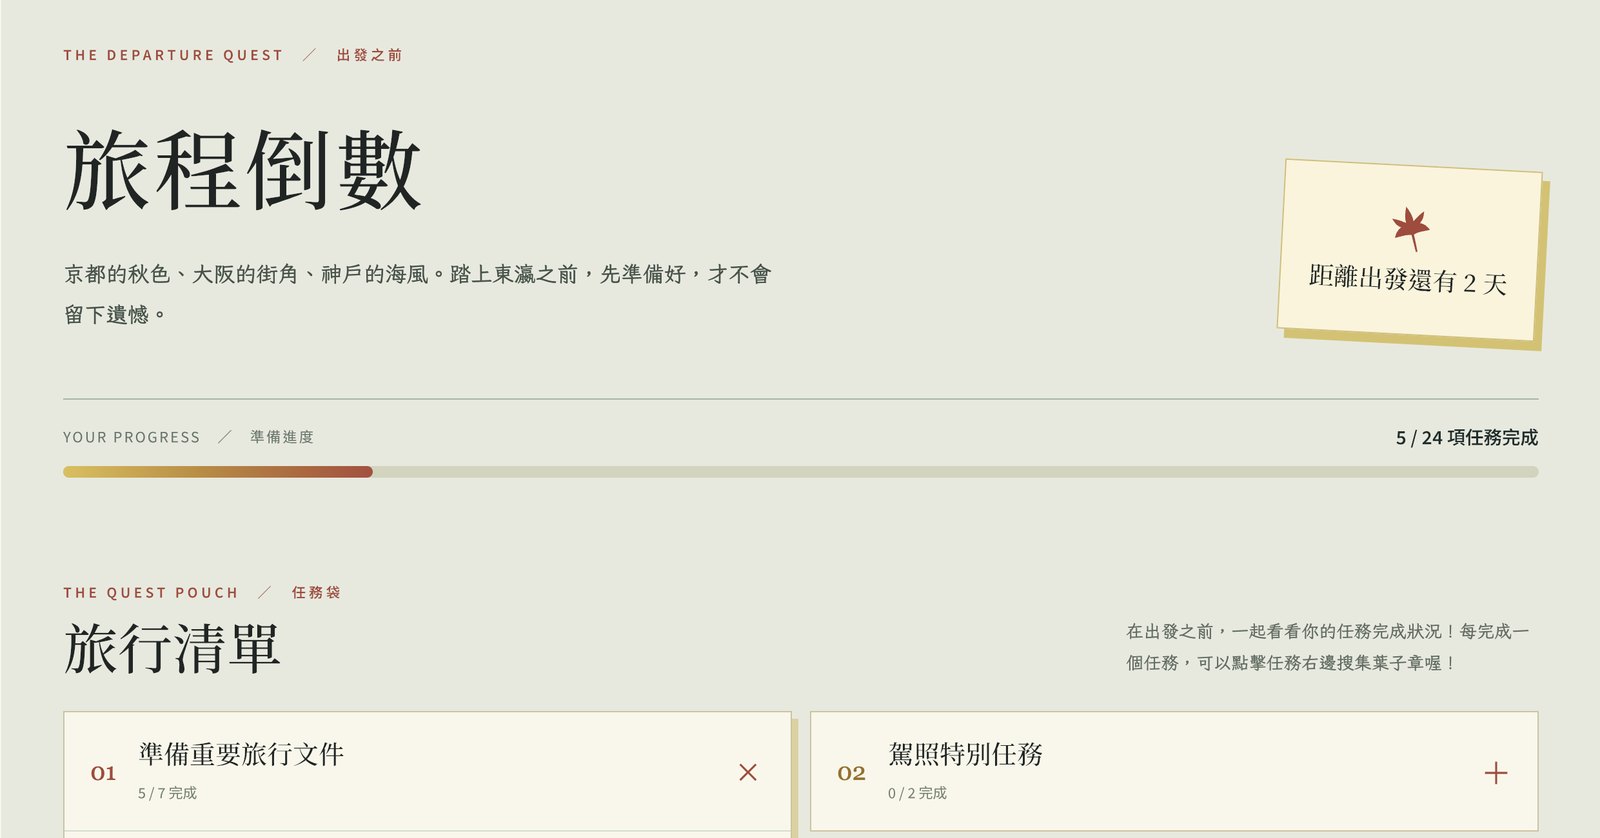 THE DEPARTURE QUEST ／ 出發之前
旅程倒數
京都的秋色、大阪的街角、神戶的海風。踏上東瀛之前，先準備好，才不會
留下遺憾。
距離出發還有 2 天
YOUR PROGRESS ／ 準備進度
5 / 24 項任務完成
THE QUEST POUCH ／ 任務袋
旅行清單
在出發之前，一起看看你的任務完成狀況！每完成一
個任務，可以點擊任務右邊搜集葉子章喔！
01
準備重要旅行文件
5 / 7 完成
02
駕照特別任務
0 / 2 完成